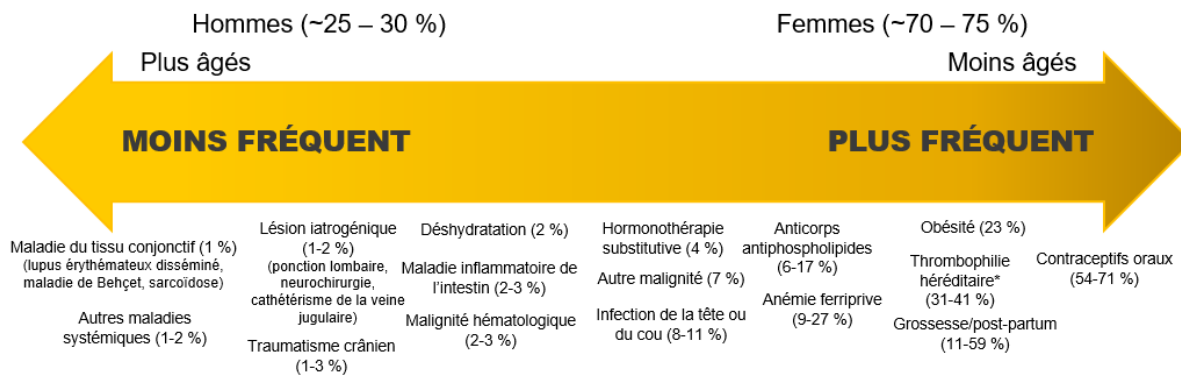 Hommes (~25 – 30 %)
Femmes (~70 – 75 %)
Plus âgés
Moins âgés
MOINS FRÉQUENT
PLUS FRÉQUENT
Maladie du tissu conjonctif (1 %)
(lupus érythémateux disséminé,
maladie de Behçet, sarcoïdose)
Autres maladies
systémiques (1-2 %)
Lésion iatrogénique
(1-2 %)
(ponction lombaire,
neurochirurgie,
cathétérisme de la veine
jugulaire)
Traumatisme crânien
(1-3 %)
Déshydratation (2 %)
Maladie inflammatoire de
l'intestin (2-3 %)
Malignité hématologique
(2-3 %)
Hormonothérapie
substitutive (4 %)
Autre malignité (7 %)
Infection de la tête ou
du cou (8-11 %)
Anticorps
antiphospholipides
(6-17 %)
Anémie ferriprive
(9-27 %)
Obésité (23 %)
Thrombophilie
héréditaire*
(31-41 %)
Grossesse/post-partum
(11-59 %)
Contraceptifs oraux
(54-71 %)